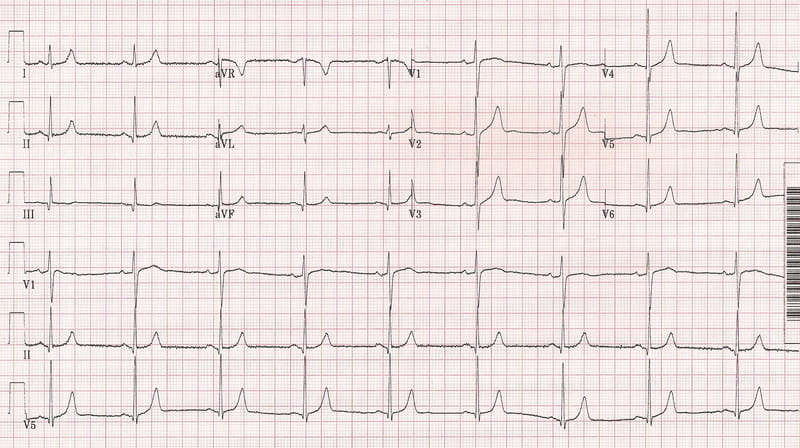 I aVR V1 V4
II aVL V2 V5
III aVF V3 V6
V1
II
V5